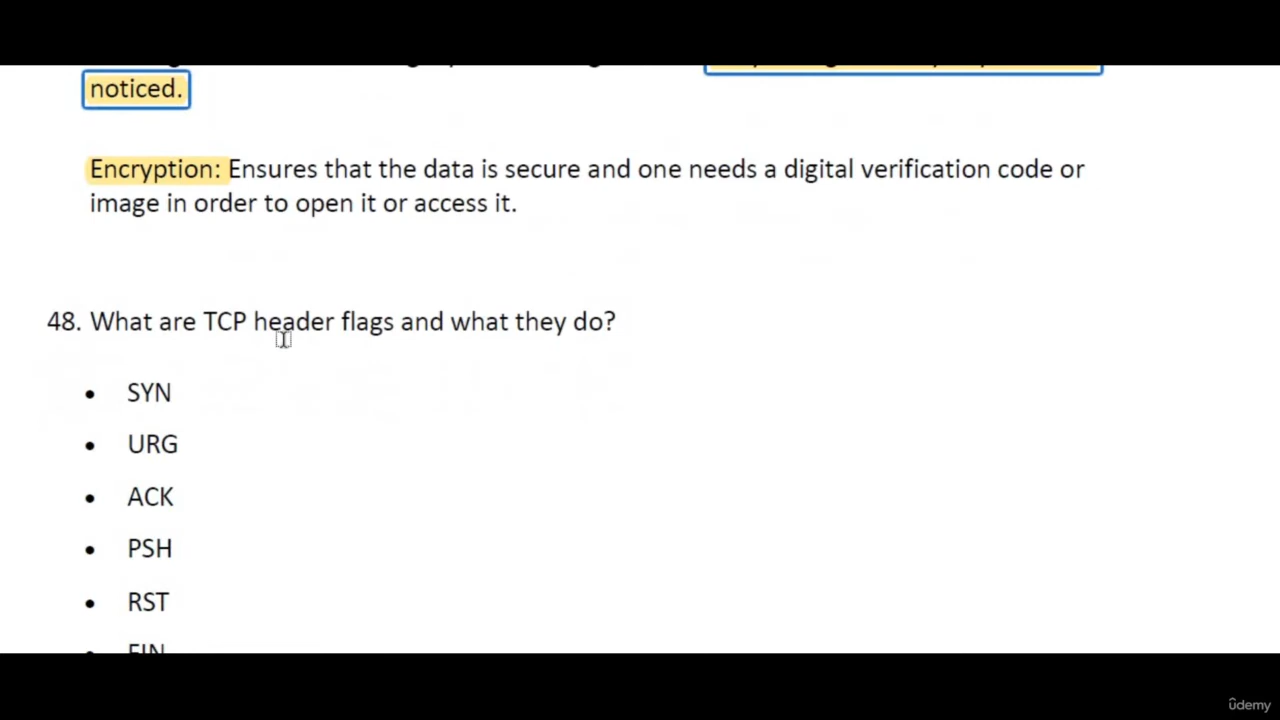 noticed.
Encryption: Ensures that the data is secure and one needs a digital verification code or
image in order to open it or access it.
48. What are TCP header flags and what they do?
• SYN
• URG
• ACK
• PSH
• RST
• FIN
ûdemy